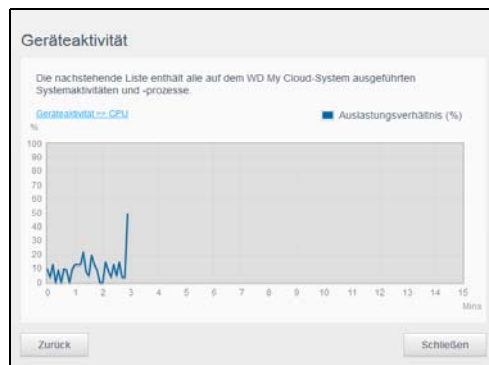 Geräteaktivität
Die nachstehende Liste enthält alle auf dem WD My Cloud-System ausgeführten
Systemaktivitäten und -prozesse.
Geräteaktivität >> CPU
Auslastungsverhältnis (%)
%
100
90
80
70
60
50
40
30
20
10
0
0 1 2 3 4 5 6 7 8 9 10 11 12 13 14 15
Mins
Zurück
Schließen